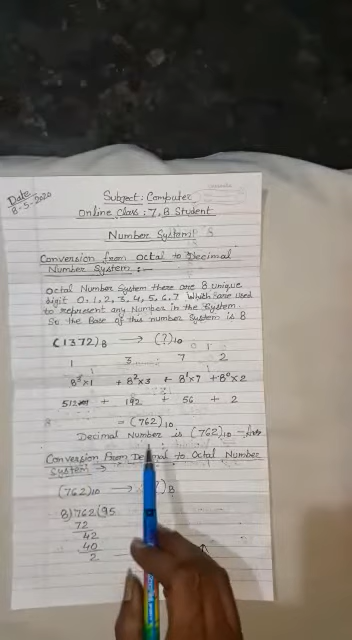 Date
8-5-2020
Subject: Computer
Online Class: 7, 8 Student
Number System
Conversion from Octal to Decimal
Number System :-
Octal Number System there are 8 unique
digit 0, 1, 2, 3, 4, 5, 6, 7 Which are used
to represent any Number in the System
So the Base of this number System is 8
(1372)8 → (?)10
1 3 7 2
8³×1 + 8²×3 + 8¹×7 + 8⁰×2
512 + 192 + 56 + 2
= (762)10
Decimal Number is (762)10
Conversion From Decimal to Octal Number
System →
(762)10 → )8
8)762(95
72
42
40
2